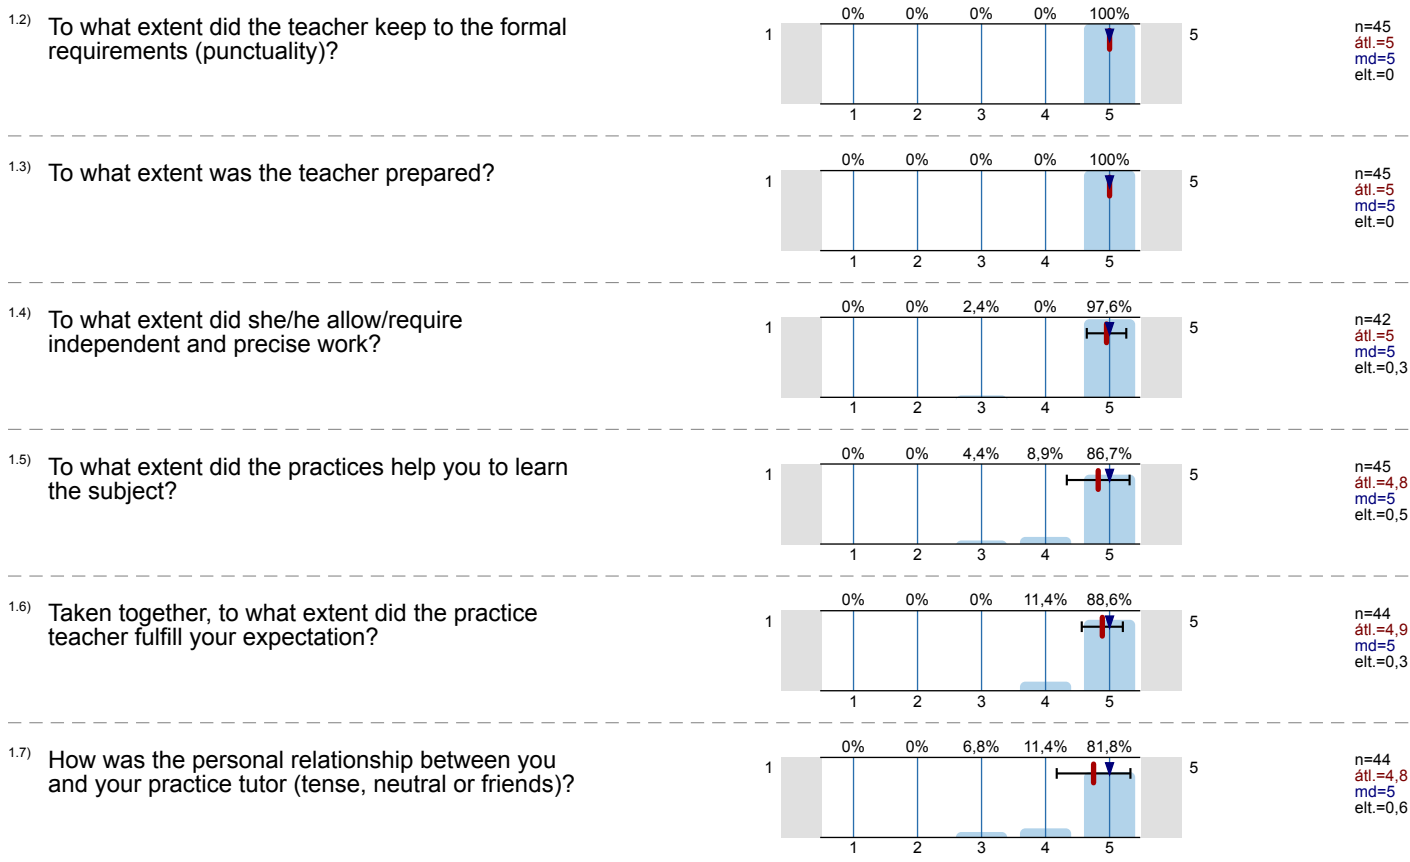 1.2) To what extent did the teacher keep to the formal
requirements (punctuality)?
0% 0% 0% 0% 100%
1 5
1 2 3 4 5
n=45
átl.=5
md=5
elt.=0
1.3) To what extent was the teacher prepared?
0% 0% 0% 0% 100%
1 5
1 2 3 4 5
n=45
átl.=5
md=5
elt.=0
1.4) To what extent did she/he allow/require
independent and precise work?
0% 0% 2,4% 0% 97,6%
1 5
1 2 3 4 5
n=42
átl.=5
md=5
elt.=0,3
1.5) To what extent did the practices help you to learn
the subject?
0% 0% 4,4% 8,9% 86,7%
1 5
1 2 3 4 5
n=45
átl.=4,8
md=5
elt.=0,5
1.6) Taken together, to what extent did the practice
teacher fulfill your expectation?
0% 0% 0% 11,4% 88,6%
1 5
1 2 3 4 5
n=44
átl.=4,9
md=5
elt.=0,3
1.7) How was the personal relationship between you
and your practice tutor (tense, neutral or friends)?
0% 0% 6,8% 11,4% 81,8%
1 5
1 2 3 4 5
n=44
átl.=4,8
md=5
elt.=0,6